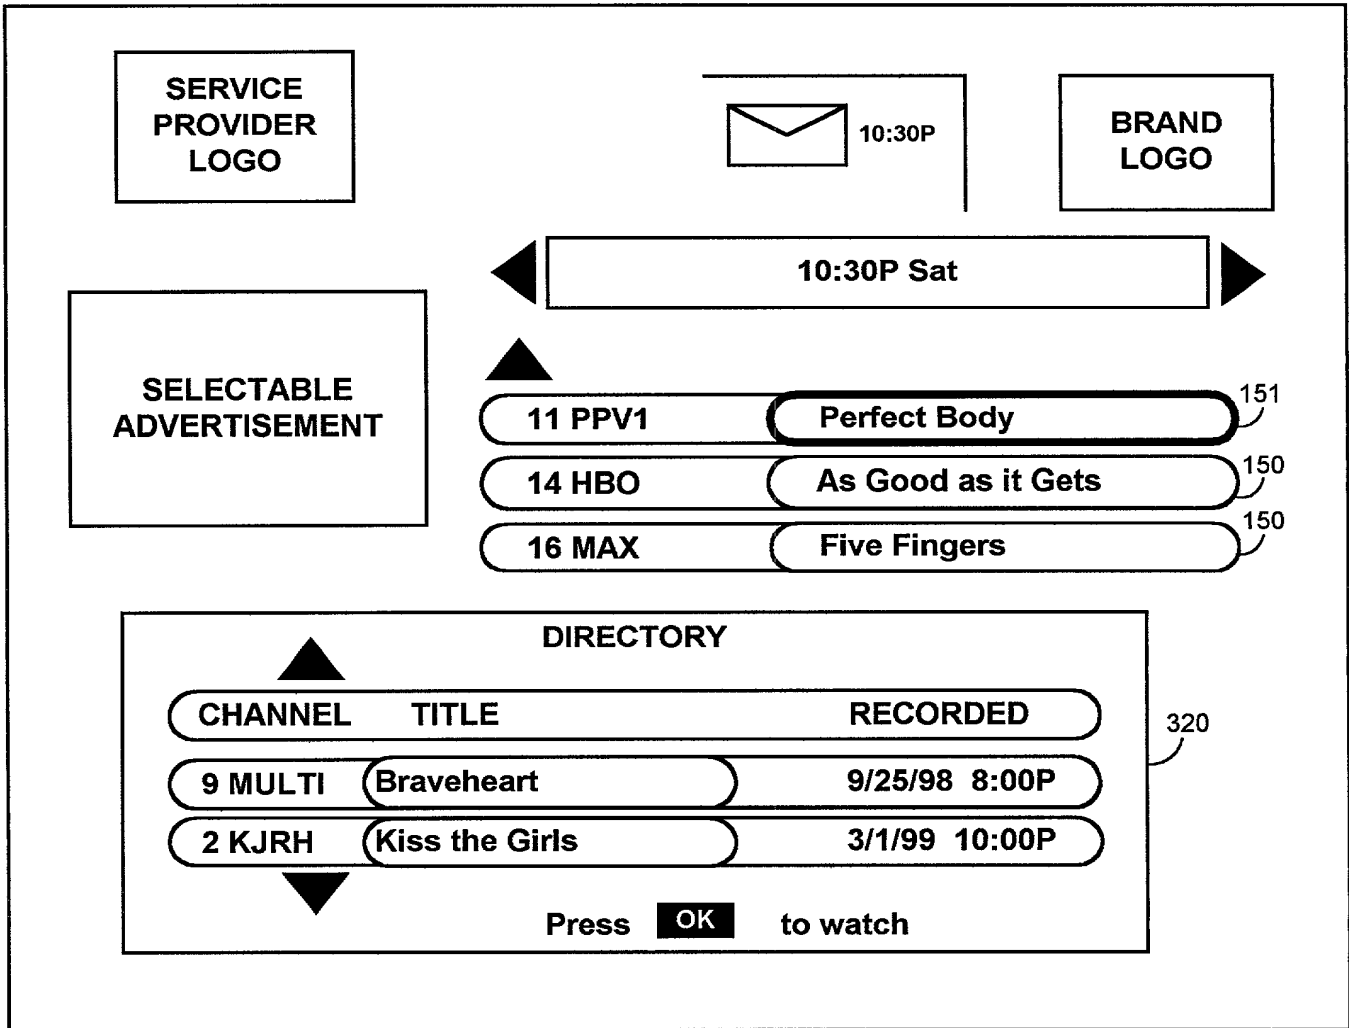 SERVICE
PROVIDER
LOGO
10:30P
BRAND
LOGO
10:30P Sat
SELECTABLE
ADVERTISEMENT
11 PPV1 Perfect Body 151
14 HBO As Good as it Gets 150
16 MAX Five Fingers 150
DIRECTORY
CHANNEL TITLE RECORDED
320
9 MULTI Braveheart 9/25/98 8:00P
2 KJRH Kiss the Girls 3/1/99 10:00P
Press OK to watch